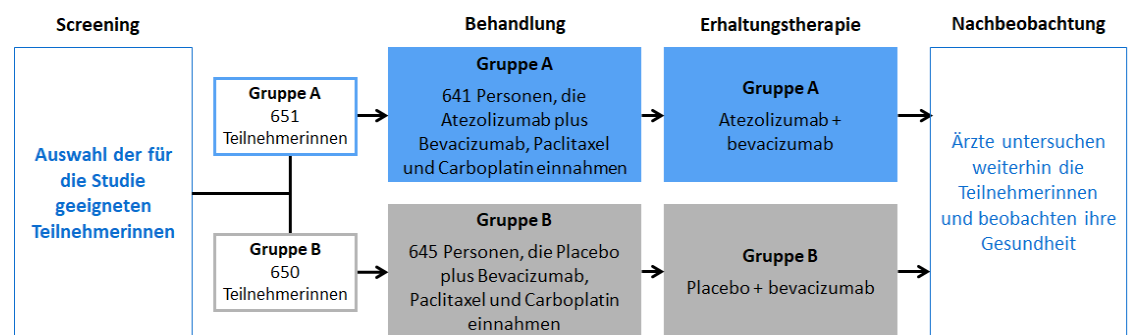 Screening
Behandlung
Erhaltungstherapie
Nachbeobachtung
Auswahl der für
die Studie
geeigneten
Teilnehmerinnen
Gruppe A
651
Teilnehmerinnen
Gruppe B
650
Teilnehmerinnen
Gruppe A
641 Personen, die
Atezolizumab plus
Bevacizumab, Paclitaxel
und Carboplatin einnahmen
Gruppe B
645 Personen, die Placebo
plus Bevacizumab,
Paclitaxel und Carboplatin
einnahmen
Gruppe A
Atezolizumab +
bevacizumab
Gruppe B
Placebo + bevacizumab
Ärzte untersuchen
weiterhin die
Teilnehmerinnen
und beobachten ihre
Gesundheit